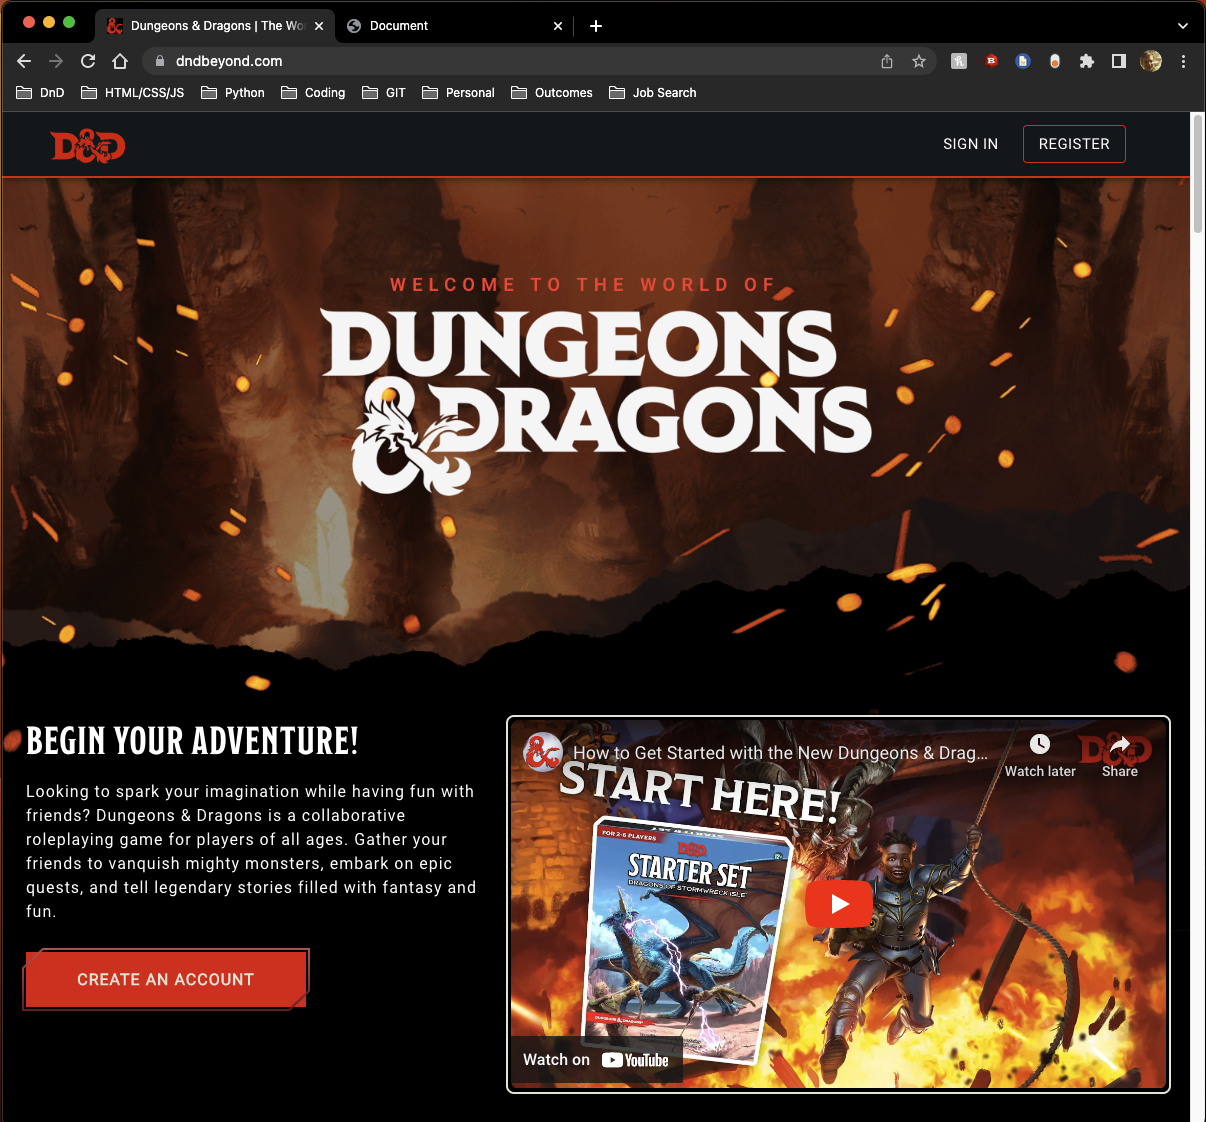 Dungeons & Dragons | The Wo
Document
dndbeyond.com
DnD
HTML/CSS/JS
Python
Coding
GIT
Personal
Outcomes
Job Search
D&D
SIGN IN
REGISTER
WELCOME TO THE WORLD OF
DUNGEONS
& DRAGONS
BEGIN YOUR ADVENTURE!
Looking to spark your imagination while having fun with
friends? Dungeons & Dragons is a collaborative
roleplaying game for players of all ages. Gather your
friends to vanquish mighty monsters, embark on epic
quests, and tell legendary stories filled with fantasy and
fun.
CREATE AN ACCOUNT
How to Get Started with the New Dungeons & Drag...
Watch later
Share
D&D
START HERE!
FOR 2-6 PLAYERS
D&D
12+
STARTER SET
DRAGONS OF STORMWRECK ISLE
DUNGEONS & DRAGONS
Watch on YouTube